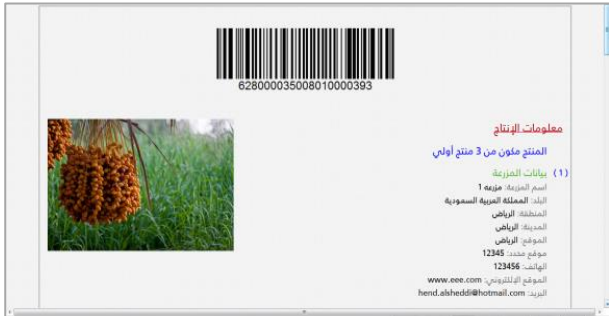 628000035008010000393
معلومات الإنتاج
المنتج مكون من 3 منتج أولي
(1) بيانات المزرعة
اسم المزرعة: مزرعه 1
البلد: المملكة العربية السعودية
المنطقة: الرياض
المدينة: الرياض
الموقع: الرياض
موقع محدد: 12345
الهاتف: 123456
الموقع الإلكتروني: www.eee.com
البريد: hend.alsheddi@hotmail.com